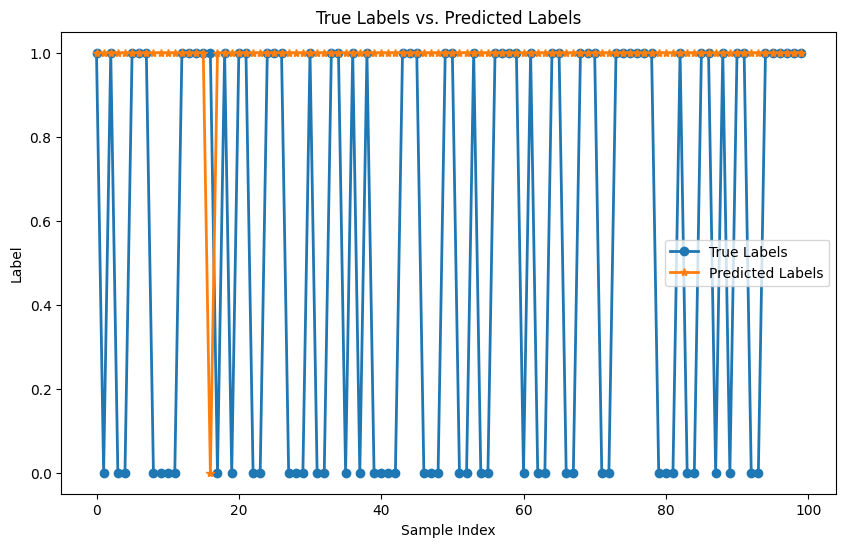 True Labels vs. Predicted Labels
1.0
0.8
0.6
0.4
0.2
0.0
Label
True Labels
Predicted Labels
0
20
40
60
80
100
Sample Index